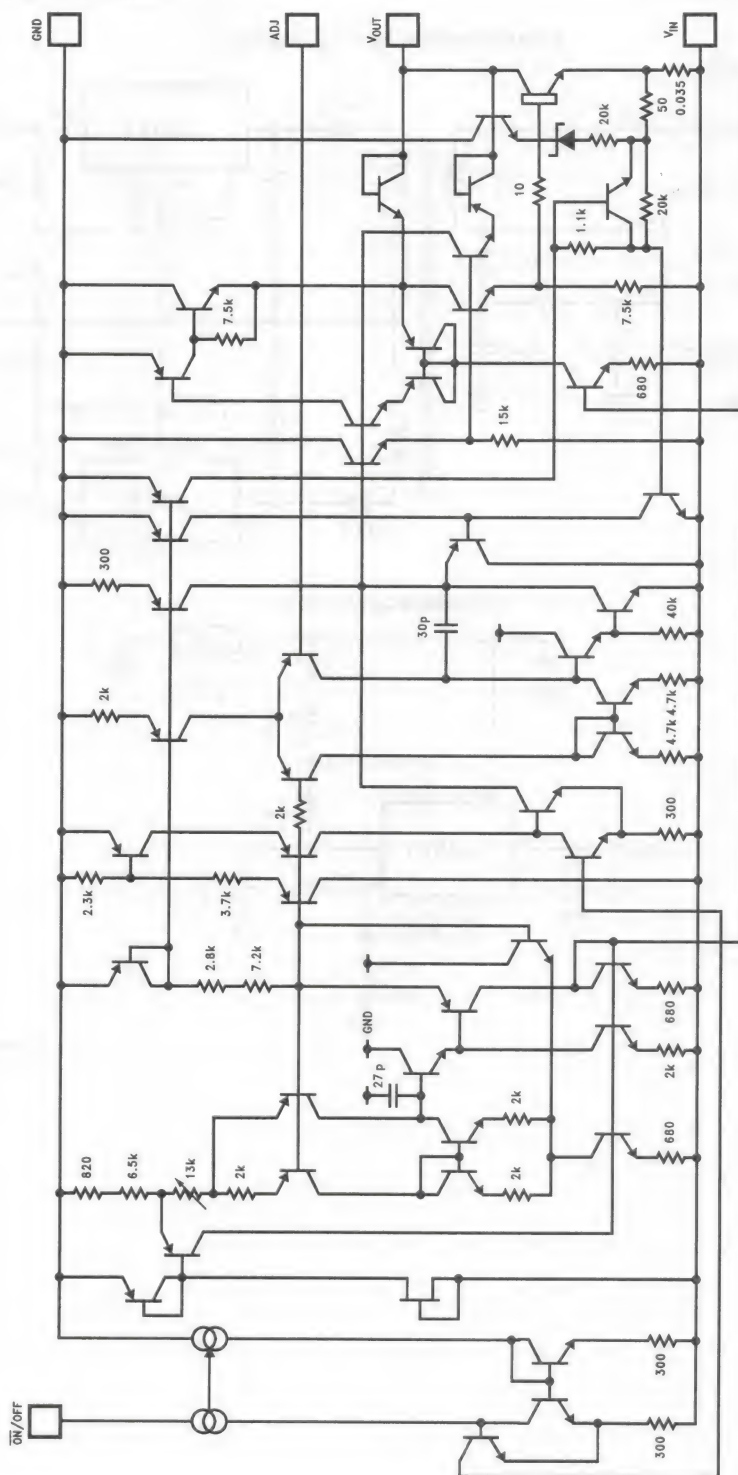 GND
ADJ
VOUT
VIN
0.035
50
20k
10
20k
1.1k
7.5k
7.5k
680
15k
300
30p
40k
2k
4.7k
4.7k
2k
300
2.3k
3.7k
2.8k
7.2k
GND
27p
680
2k
2k
680
820
6.5k
13k
2k
2k
300
300
ON/OFF